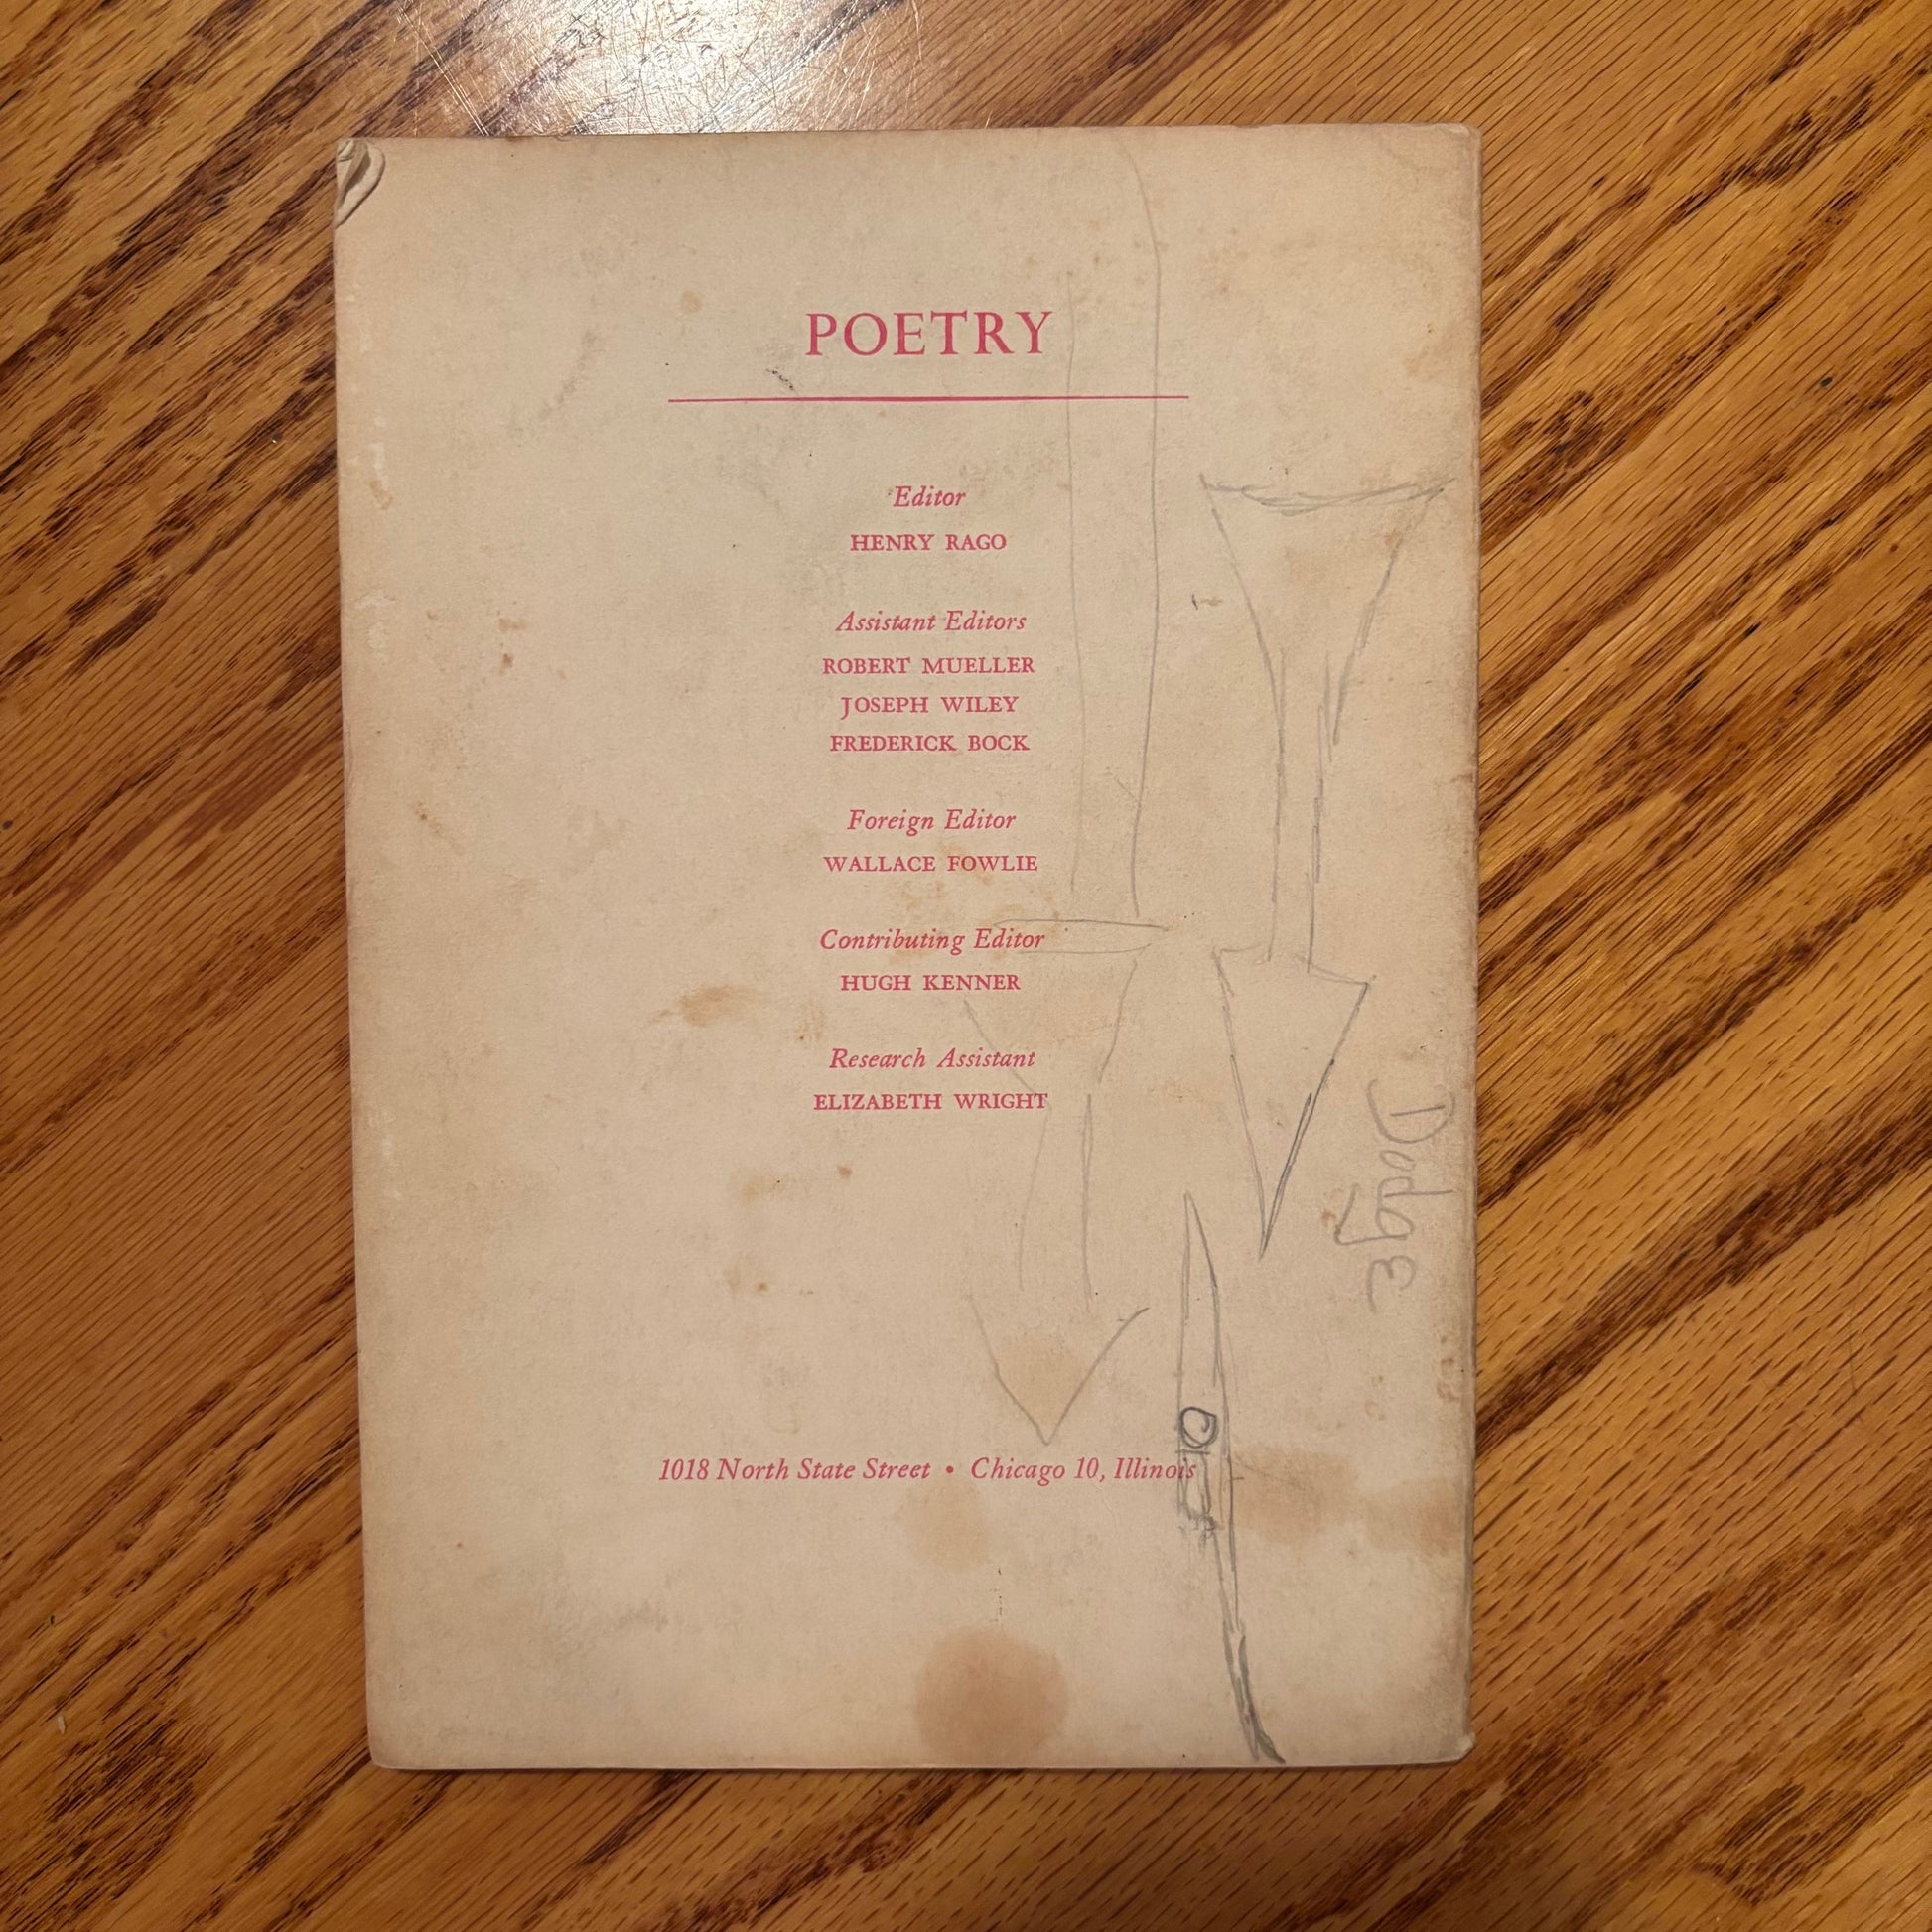 POETRY
Editor
HENRY RAGO
Assistant Editors
ROBERT MUELLER
JOSEPH WILEY
FREDERICK BOCK
Foreign Editor
WALLACE FOWLIE
Contributing Editor
HUGH KENNER
Research Assistant
ELIZABETH WRIGHT
1018 North State Street • Chicago 10, Illinois
Dodge